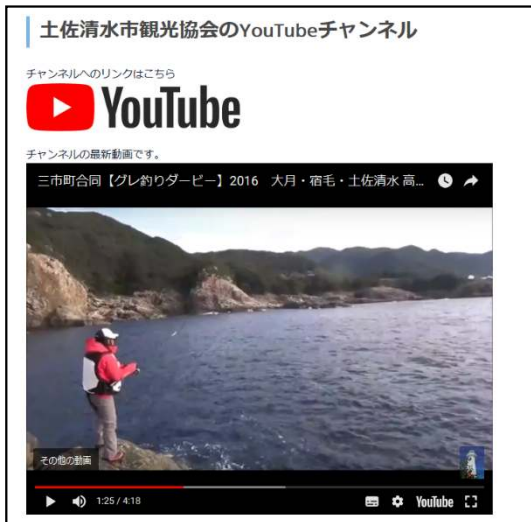 土佐清水市観光協会のYouTubeチャンネル
チャンネルへのリンクはこちら
YouTube
チャンネルの最新動画です。
三市町合同【グレ釣りダービー】2016 大月・宿毛・土佐清水 高...
その他の動画
1:25 / 4:18
YouTube